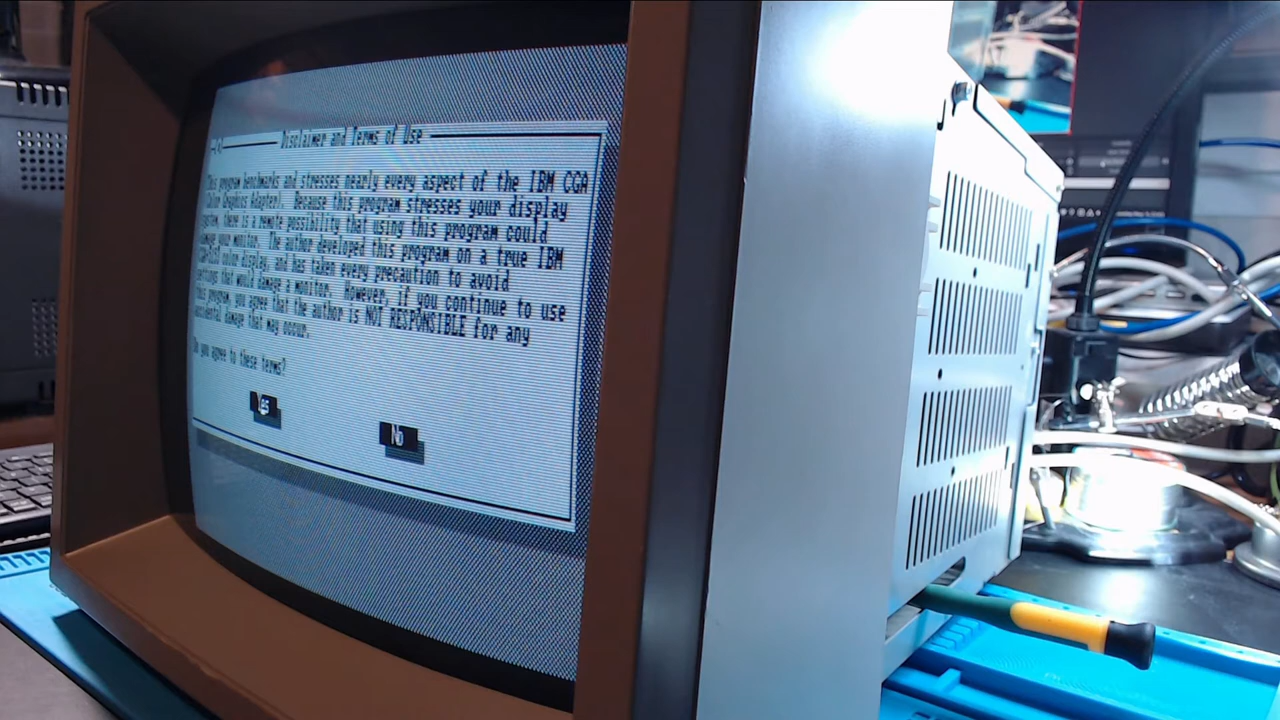 Disclaimer and Terms of Use
This program benchmarks and stresses nearly every aspect of the IBM CGA
(Color Graphics Adapter). Because this program stresses your display
system, there is a remote possibility that using this program could
damage your monitor. The author developed this program on a true IBM
color display and has taken every precaution to avoid
settings that would damage a monitor. However, if you continue to use
this program, you agree that the author is NOT RESPONSIBLE for any
accidental damage that may occur.
Do you agree to these terms?
Yes
No